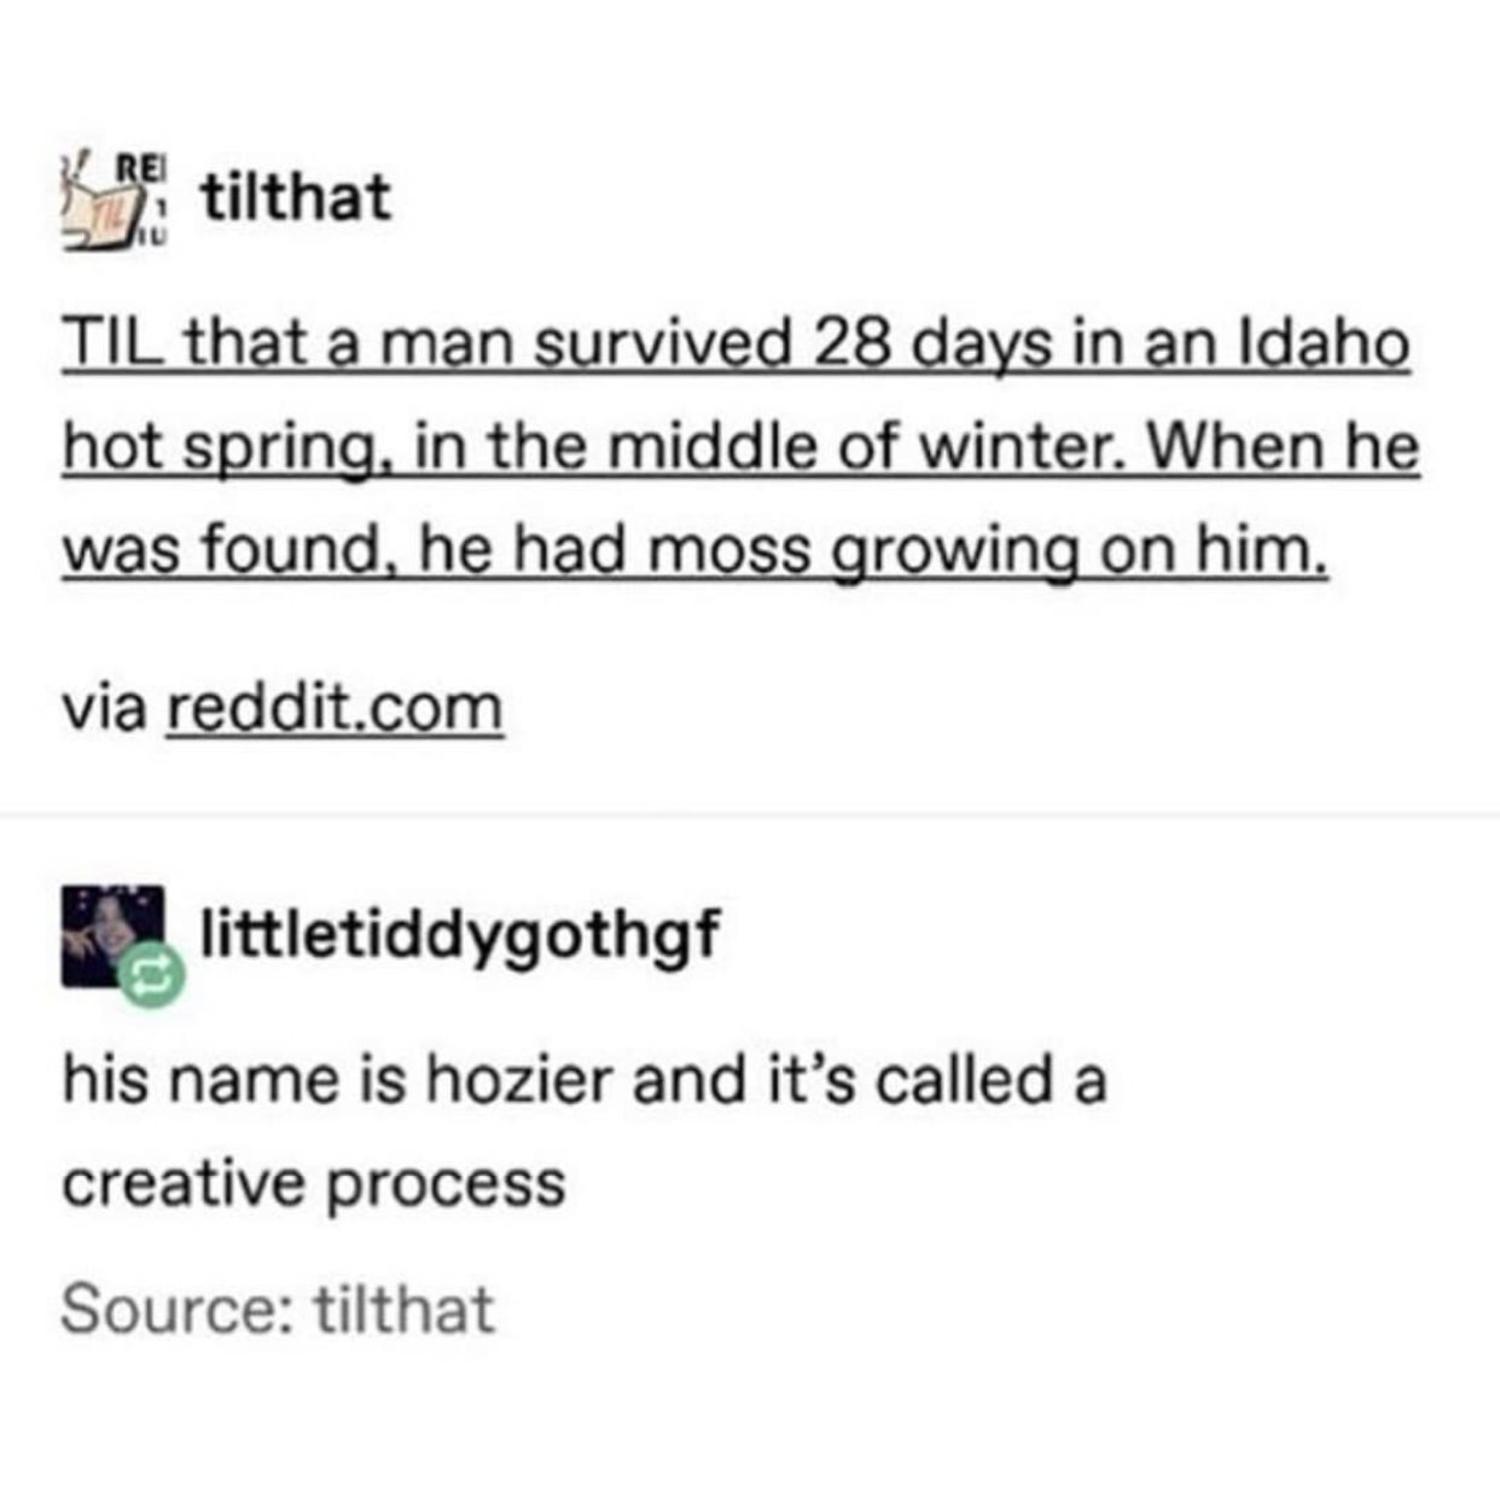 REI
TIL
tilthat
TIL that a man survived 28 days in an Idaho
hot spring, in the middle of winter. When he
was found, he had moss growing on him.
via reddit.com
littletiddygothgf
his name is hozier and it's called a
creative process
Source: tilthat